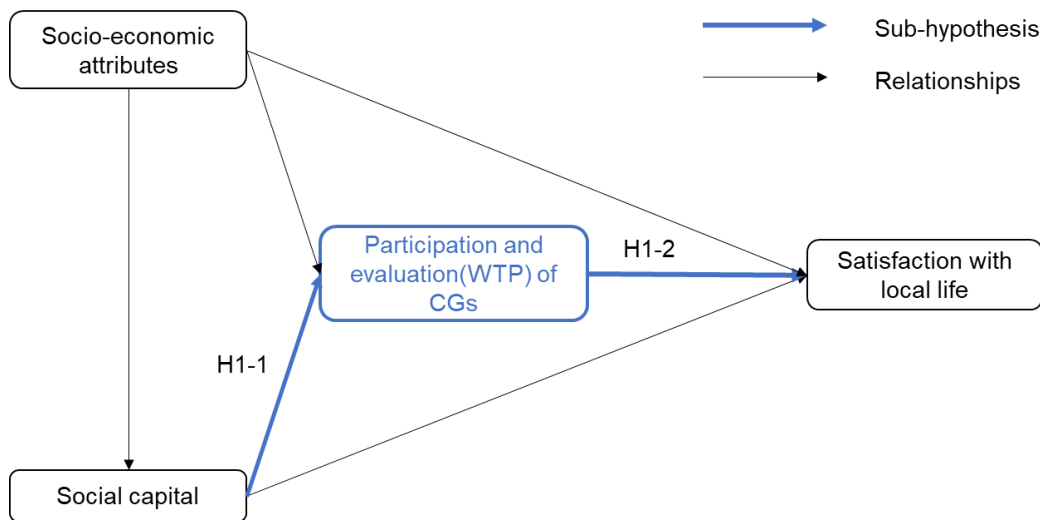 Socio-economic
attributes
Sub-hypothesis
Relationships
Participation and
evaluation(WTP) of
CGs
H1-2
Satisfaction with
local life
H1-1
Social capital